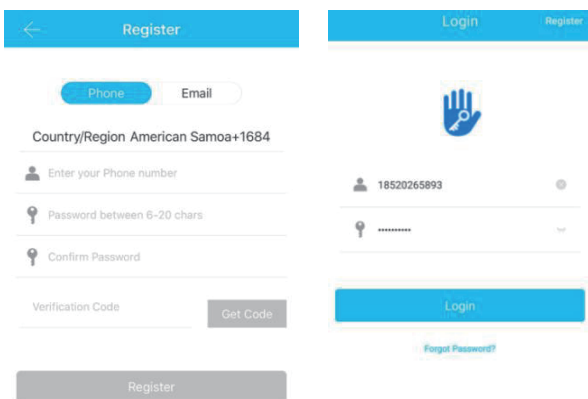 Register
Phone Email
Country/Region American Samoa+1684
Enter your Phone number
Password between 6-20 chars
Confirm Password
Verification Code Get Code
Register
Login Register
18520265893
••••••••••
Login
Forgot Password?